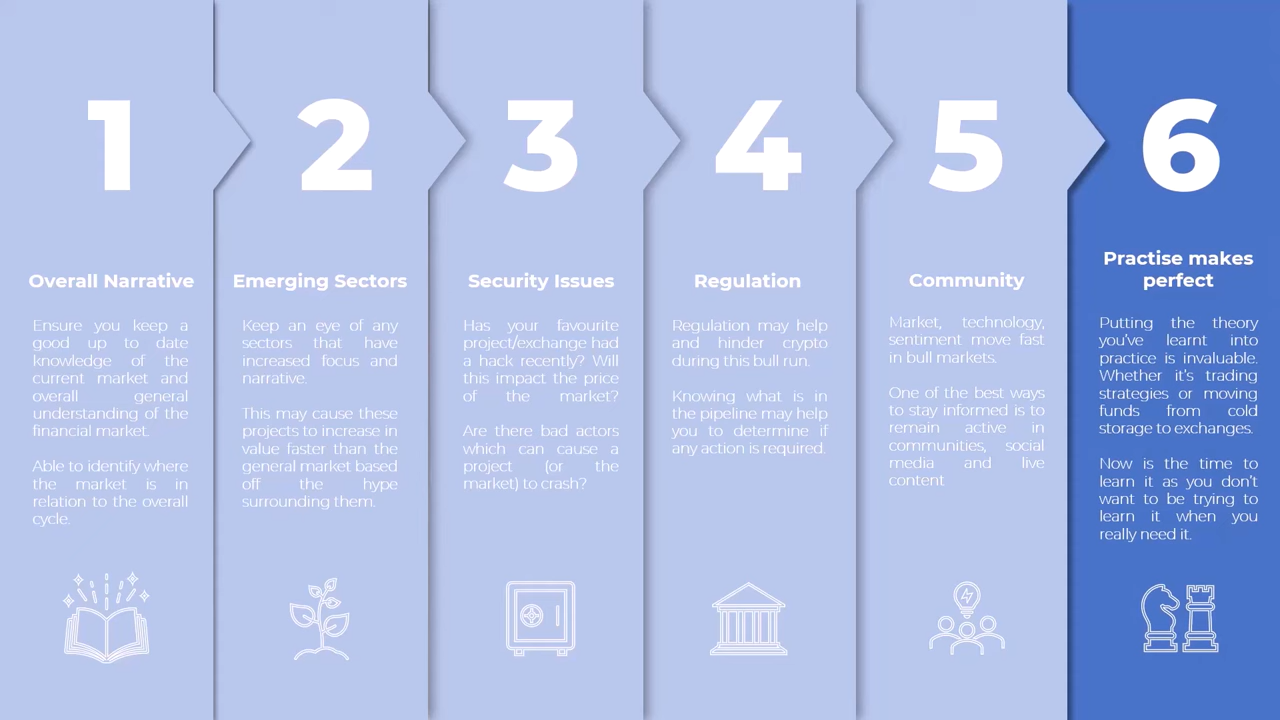 1
Overall Narrative
Ensure you keep a
good up to date
knowledge of the
current market and
overall general
understanding of the
financial market.
Able to identify where
the market is in
relation to the overall
cycle.
2
Emerging Sectors
Keep an eye of any
sectors that have
increased focus and
narrative.
This may cause these
projects to increase in
value faster than the
general market based
off the hype
surrounding them.
3
Security Issues
Has your favourite
project/exchange had
a hack recently? Will
this impact the price
of the market?
Are there bad actors
which can cause a
project (or the
market) to crash?
4
Regulation
Regulation may help
and hinder crypto
during this bull run.
Knowing what is in
the pipeline may help
you to determine if
any action is required.
5
Community
Market, technology,
sentiment move fast
in bull markets.
One of the best ways
to stay informed is to
remain active in
communities, social
media and live
content
6
Practise makes
perfect
Putting the theory
you've learnt into
practice is invaluable.
Whether it's trading
strategies or moving
funds from cold
storage to exchanges.
Now is the time to
learn it as you don't
want to be trying to
learn it when you
really need it.